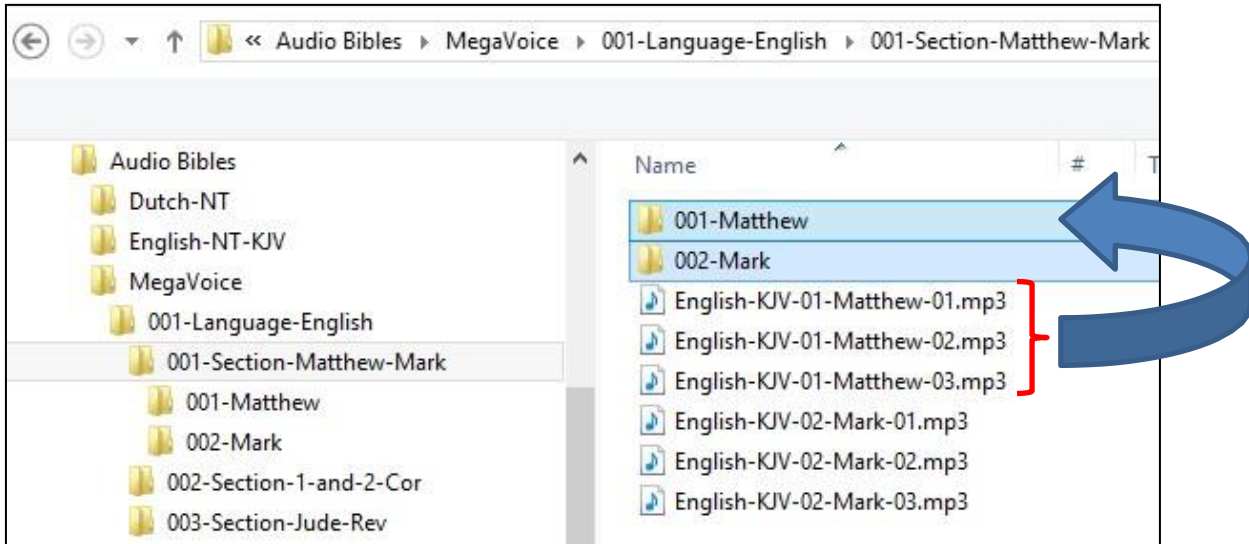 « Audio Bibles ▸ MegaVoice ▸ 001-Language-English ▸ 001-Section-Matthew-Mark
Audio Bibles
Dutch-NT
English-NT-KJV
MegaVoice
001-Language-English
001-Section-Matthew-Mark
001-Matthew
002-Mark
002-Section-1-and-2-Cor
003-Section-Jude-Rev
Name # T
001-Matthew
002-Mark
English-KJV-01-Matthew-01.mp3
English-KJV-01-Matthew-02.mp3
English-KJV-01-Matthew-03.mp3
English-KJV-02-Mark-01.mp3
English-KJV-02-Mark-02.mp3
English-KJV-02-Mark-03.mp3